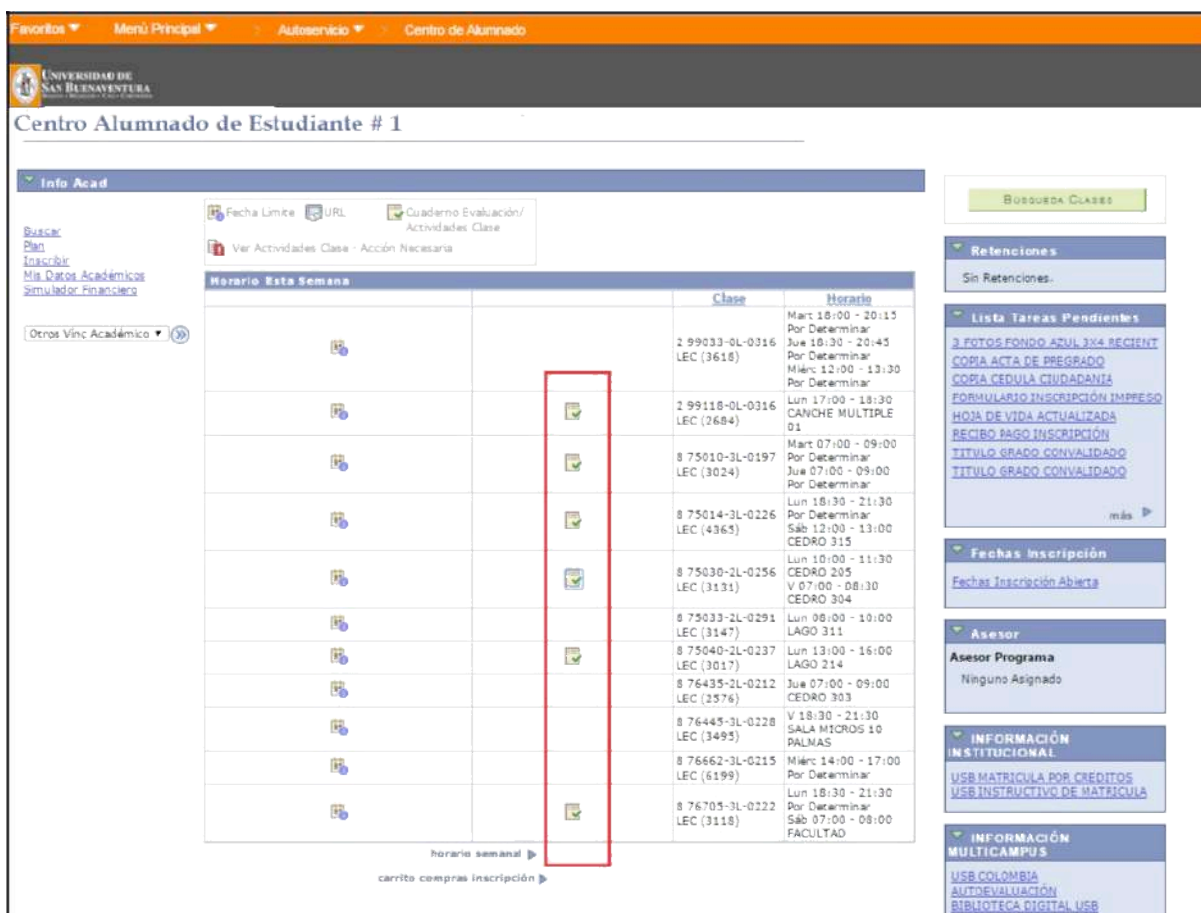 Favoritos
Menú Principal
Autoservicio
Centro de Alumnado
UNIVERSIDAD DE
SAN BUENAVENTURA
Centro Alumnado de Estudiante # 1
Info Acad
Buscar
Plan
Inscribir
Mis Datos Académicos
Simulador Financiero
Otros Vínc Académico
Fecha Límite
URL
Cuaderno Evaluación/
Actividades Clase
Ver Actividades Clase - Acción Necesaria
Horario Esta Semana
Clase
Horario
2 99033-0L-0316
LEC (3618)
Mart 18:00 - 20:15
Por Determinar
Jue 18:30 - 20:45
Por Determinar
Miérc 12:00 - 13:30
Por Determinar
2 99118-0L-0316
LEC (2684)
Lun 17:00 - 18:30
CANCHE MULTIPLE
01
8 75010-3L-0197
LEC (3024)
Mart 07:00 - 09:00
Por Determinar
Jue 07:00 - 09:00
Por Determinar
8 75014-3L-0226
LEC (4365)
Lun 18:30 - 21:30
Por Determinar
Sáb 12:00 - 13:00
CEDRO 315
8 75030-2L-0256
LEC (3131)
Lun 10:00 - 11:30
CEDRO 205
V 07:00 - 08:30
CEDRO 304
8 75033-2L-0291
LEC (3147)
Lun 08:00 - 10:00
LAGO 311
8 75040-2L-0237
LEC (3017)
Lun 13:00 - 16:00
LAGO 214
8 76435-2L-0212
LEC (2576)
Jue 07:00 - 09:00
CEDRO 303
8 76445-3L-0228
LEC (3495)
V 18:30 - 21:30
SALA MICROS 10
PALMAS
8 76662-3L-0215
LEC (6199)
Miérc 14:00 - 17:00
Por Determinar
8 76705-3L-0222
LEC (3118)
Lun 18:30 - 21:30
Por Determinar
Sáb 07:00 - 08:00
FACULTAD
horario semanal
carrito compras inscripción
BÚSQUEDA CLASES
Retenciones
Sin Retenciones.
Lista Tareas Pendientes
3 FOTOS FONDO AZUL 3X4 RECIENT
COPIA ACTA DE PREGRADO
COPIA CEDULA CIUDADANIA
FORMULARIO INSCRIPCIÓN IMPRESO
HOJA DE VIDA ACTUALIZADA
RECIBO PAGO INSCRIPCIÓN
TITULO GRADO CONVALIDADO
TITULO GRADO CONVALIDADO
más
Fechas Inscripción
Fechas Inscripción Abierta
Asesor
Asesor Programa
Ninguno Asignado
INFORMACIÓN
INSTITUCIONAL
USB MATRICULA POR CREDITOS
USB INSTRUCTIVO DE MATRICULA
INFORMACIÓN
MULTICAMPUS
USB COLOMBIA
AUTOEVALUACIÓN
BIBLIOTECA DIGITAL USB